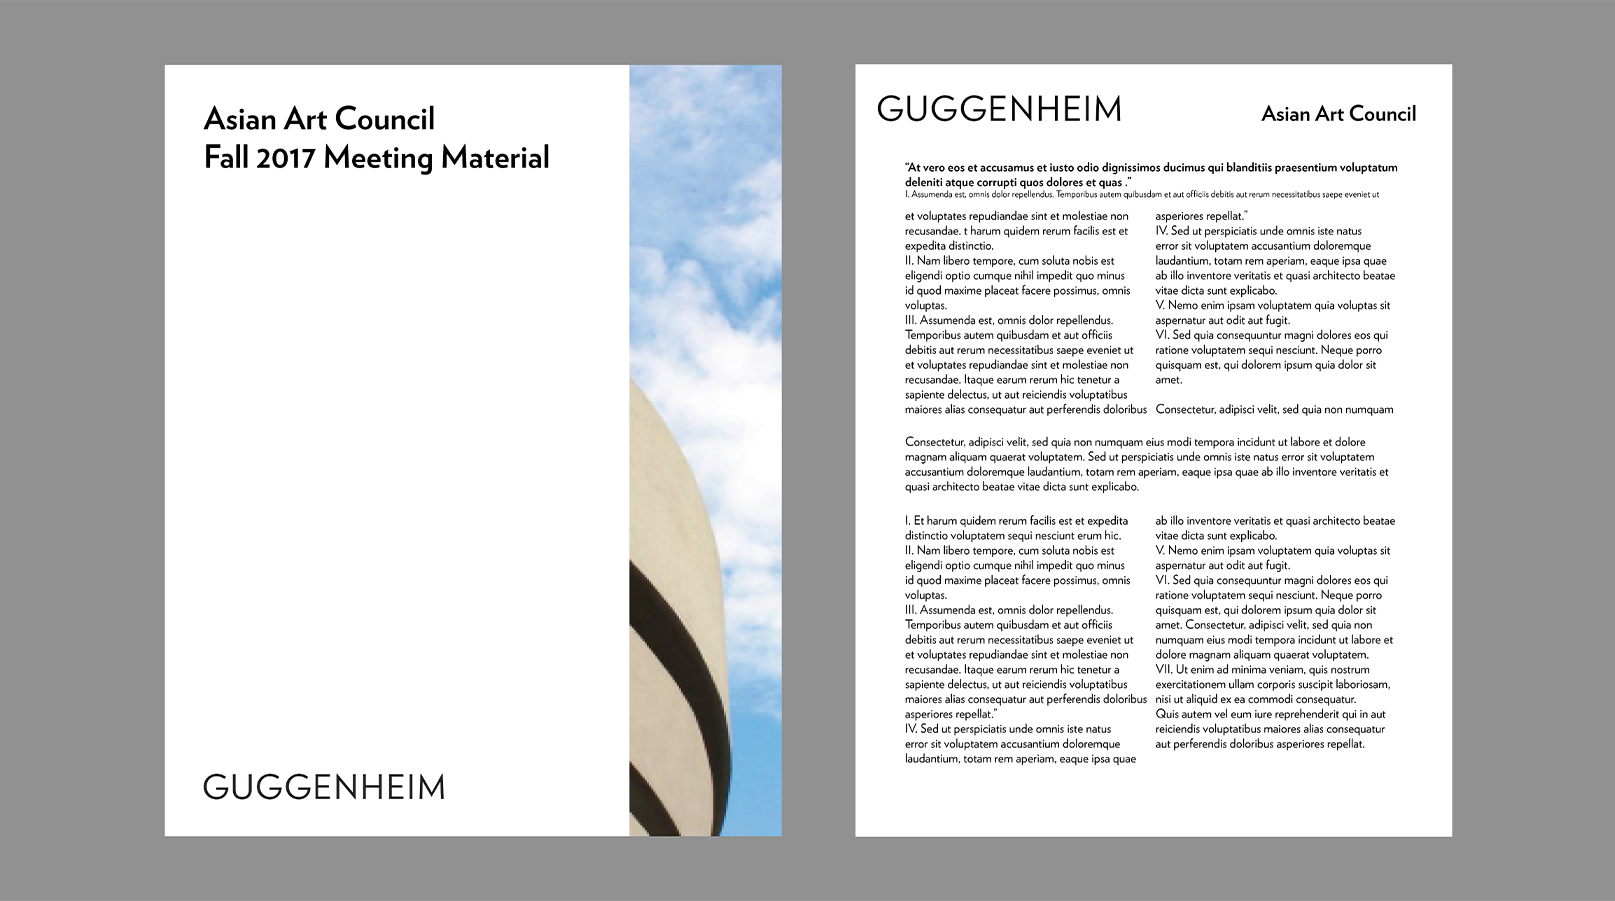 Asian Art Council
Fall 2017 Meeting Material
GUGGENHEIM
GUGGENHEIM
Asian Art Council
“At vero eos et accusamus et iusto odio dignissimos ducimus qui blanditiis praesentium voluptatum
deleniti atque corrupti quos dolores et quas .”
I. Assumenda est, omnis dolor repellendus. Temporibus autem quibusdam et aut officiis debitis aut rerum necessitatibus saepe eveniet ut
et voluptates repudiandae sint et molestiae non
recusandae. t harum quidem rerum facilis est et
expedita distinctio.
II. Nam libero tempore, cum soluta nobis est
eligendi optio cumque nihil impedit quo minus
id quod maxime placeat facere possimus, omnis
voluptas.
III. Assumenda est, omnis dolor repellendus.
Temporibus autem quibusdam et aut officiis
debitis aut rerum necessitatibus saepe eveniet ut
et voluptates repudiandae sint et molestiae non
recusandae. Itaque earum rerum hic tenetur a
sapiente delectus, ut aut reiciendis voluptatibus
maiores alias consequatur aut perferendis doloribus
asperiores repellat.”
IV. Sed ut perspiciatis unde omnis iste natus
error sit voluptatem accusantium doloremque
laudantium, totam rem aperiam, eaque ipsa quae
ab illo inventore veritatis et quasi architecto beatae
vitae dicta sunt explicabo.
V. Nemo enim ipsam voluptatem quia voluptas sit
aspernatur aut odit aut fugit.
VI. Sed quia consequuntur magni dolores eos qui
ratione voluptatem sequi nesciunt. Neque porro
quisquam est, qui dolorem ipsum quia dolor sit
amet.
Consectetur, adipisci velit, sed quia non numquam
Consectetur, adipisci velit, sed quia non numquam eius modi tempora incidunt ut labore et dolore
magnam aliquam quaerat voluptatem. Sed ut perspiciatis unde omnis iste natus error sit voluptatem
accusantium doloremque laudantium, totam rem aperiam, eaque ipsa quae ab illo inventore veritatis et
quasi architecto beatae vitae dicta sunt explicabo.
I. Et harum quidem rerum facilis est et expedita
distinctio voluptatem sequi nesciunt erum hic.
II. Nam libero tempore, cum soluta nobis est
eligendi optio cumque nihil impedit quo minus
id quod maxime placeat facere possimus, omnis
voluptas.
III. Assumenda est, omnis dolor repellendus.
Temporibus autem quibusdam et aut officiis
debitis aut rerum necessitatibus saepe eveniet ut
et voluptates repudiandae sint et molestiae non
recusandae. Itaque earum rerum hic tenetur a
sapiente delectus, ut aut reiciendis voluptatibus
maiores alias consequatur aut perferendis doloribus
asperiores repellat.”
IV. Sed ut perspiciatis unde omnis iste natus
error sit voluptatem accusantium doloremque
laudantium, totam rem aperiam, eaque ipsa quae
ab illo inventore veritatis et quasi architecto beatae
vitae dicta sunt explicabo.
V. Nemo enim ipsam voluptatem quia voluptas sit
aspernatur aut odit aut fugit.
VI. Sed quia consequuntur magni dolores eos qui
ratione voluptatem sequi nesciunt. Neque porro
quisquam est, qui dolorem ipsum quia dolor sit
amet. Consectetur, adipisci velit, sed quia non
numquam eius modi tempora incidunt ut labore et
dolore magnam aliquam quaerat voluptatem.
VII. Ut enim ad minima veniam, quis nostrum
exercitationem ullam corporis suscipit laboriosam,
nisi ut aliquid ex ea commodi consequatur.
Quis autem vel eum iure reprehenderit qui in aut
reiciendis voluptatibus maiores alias consequatur
aut perferendis doloribus asperiores repellat.